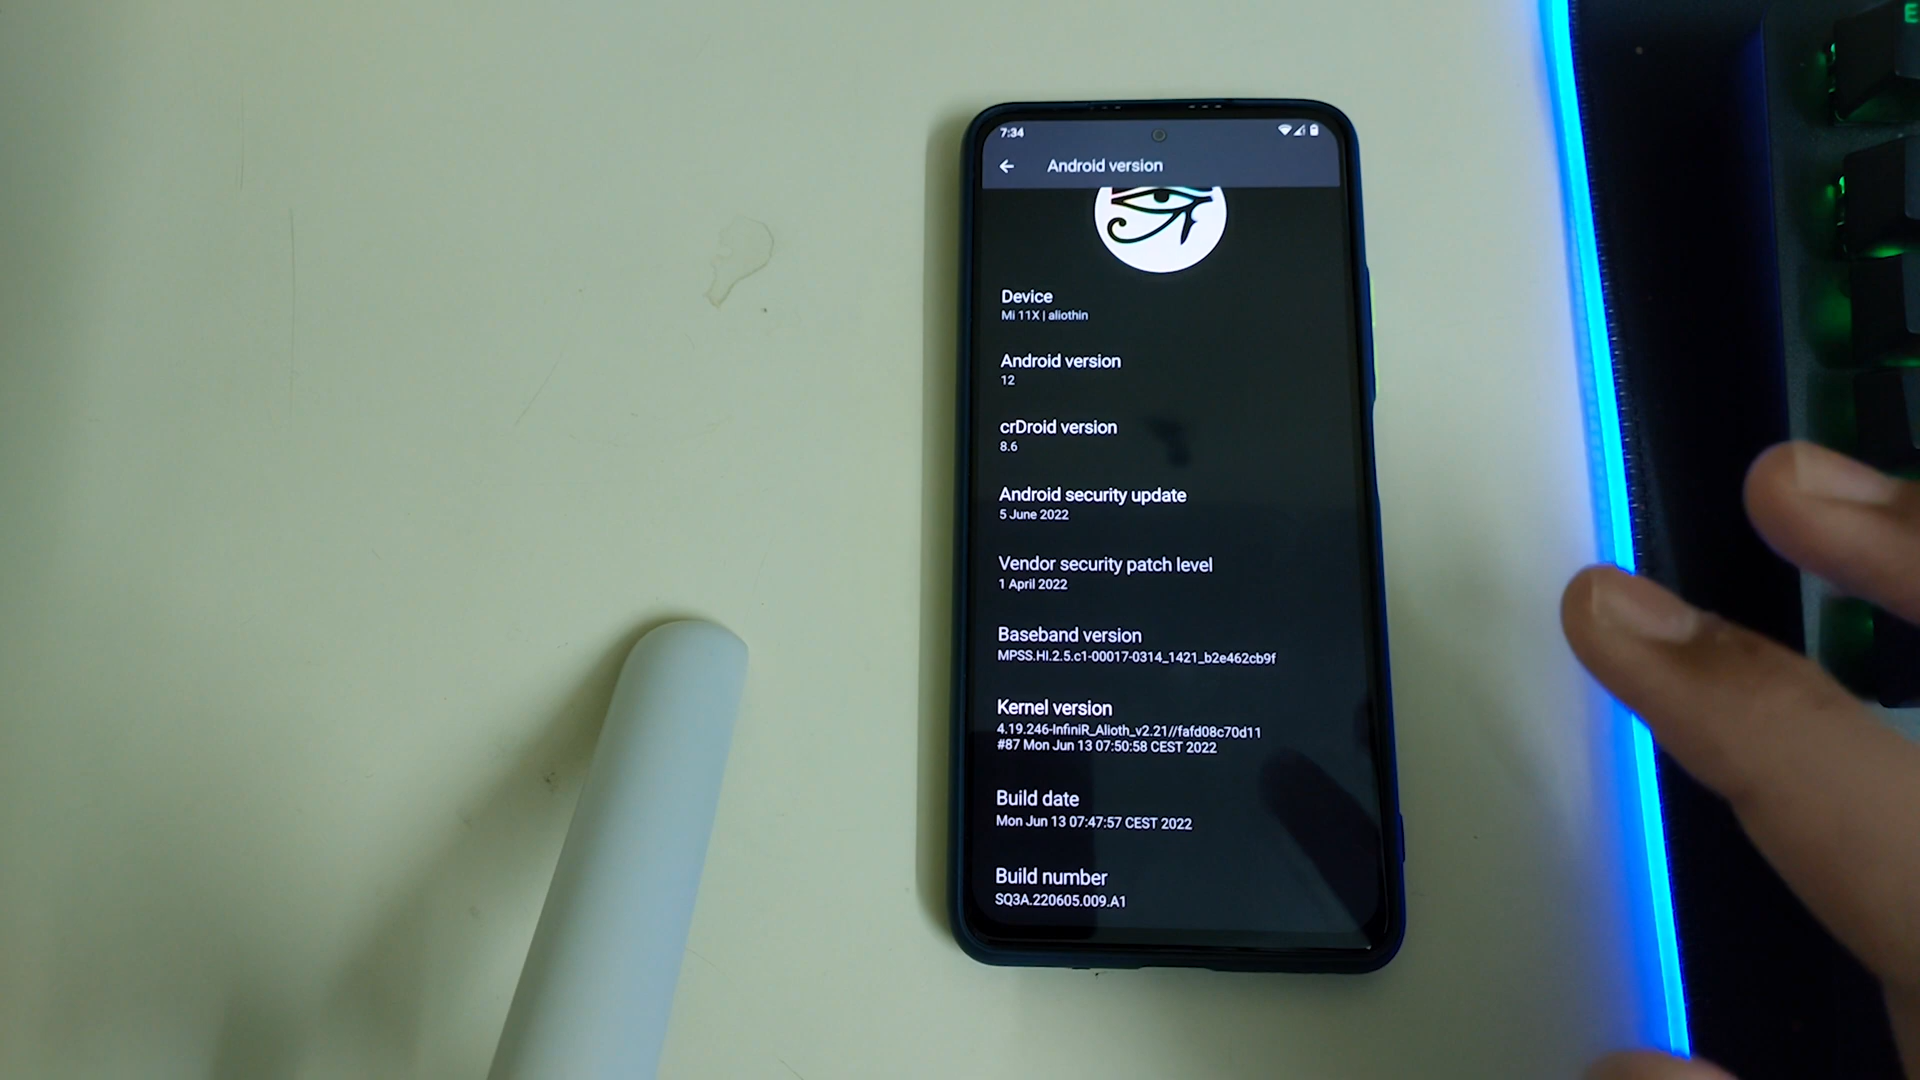 7:34
Android version
Device
Mi 11X | aliothin
Android version
12
crDroid version
8.6
Android security update
5 June 2022
Vendor security patch level
1 April 2022
Baseband version
MPSS.HI.2.5.c1-00017-0314_1421_b2e462cb9f
Kernel version
4.19.246-InfiniR_Alioth_v2.21//fafd08c70d11
#87 Mon Jun 13 07:50:58 CEST 2022
Build date
Mon Jun 13 07:47:57 CEST 2022
Build number
SQ3A.220605.009.A1
E